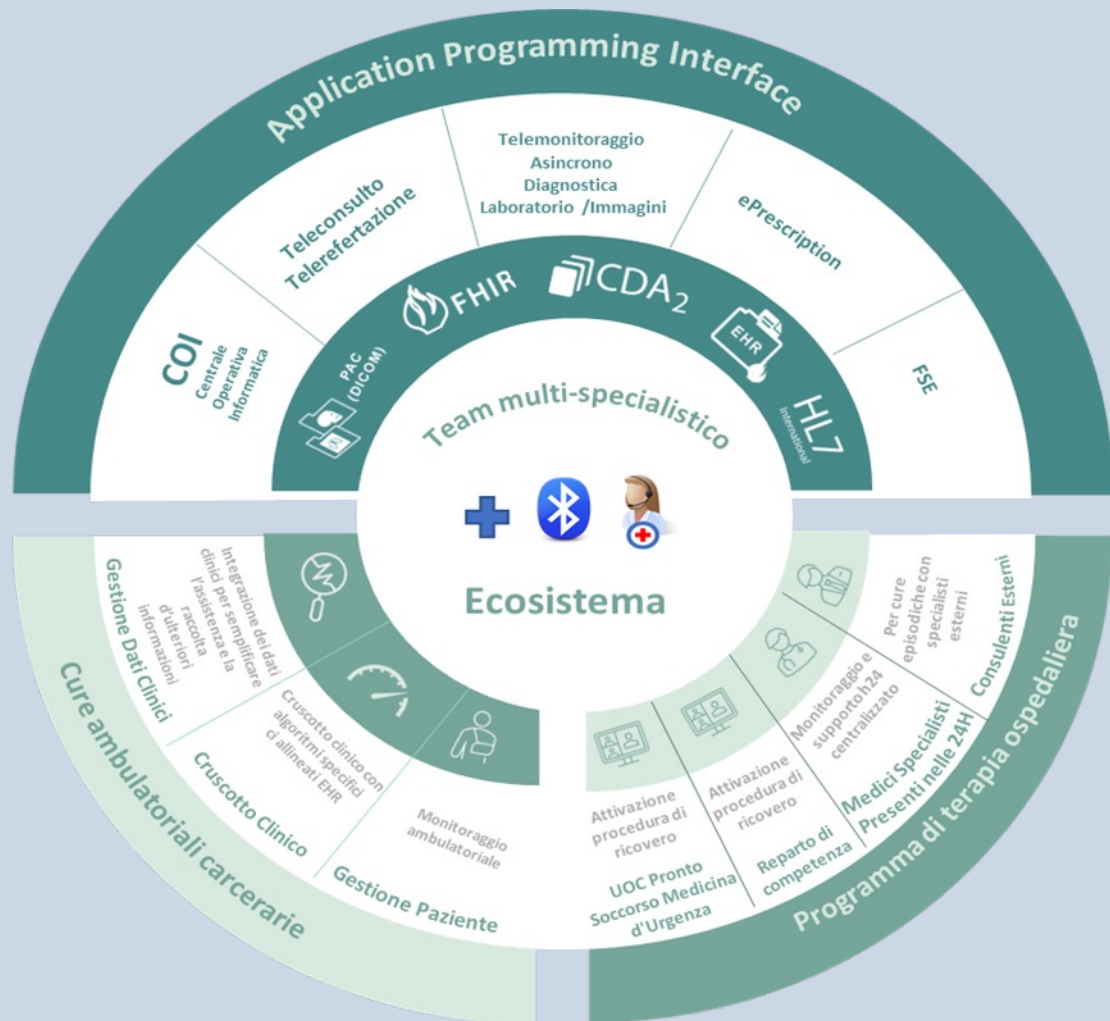 Application Programming Interface
COI
Centrale
Operativa
Informatica
Teleconsulto
Telerefertazione
Telemonitoraggio
Asincrono
Diagnostica
Laboratorio /Immagini
ePrescription
FSE
PAC
(DICOM)
FHIR
CDA2
EHR
HL7
International
Team multi-specialistico
Ecosistema
Cure ambulatoriali carcerarie
Gestione Dati Clinici
Integrazione dei dati
clinici per semplificare
l'assistenza e la
raccolta
d'ulteriori
informazioni
Cruscotto Clinico
Cruscotto clinico con
algoritmi specifici
ci allineati EHR
Gestione Paziente
Monitoraggio
ambulatoriale
Attivazione
procedura di
ricovero
UOC Pronto
Soccorso Medicina
d'Urgenza
Attivazione
procedura di
ricovero
Reparto di
competenza
Monitoraggio e
supporto h24
centralizzato
Medici Specialisti
Presenti nelle 24H
Per cure
episodiche con
specialisti
esterni
Consulenti Esterni
Programma di terapia ospedaliera